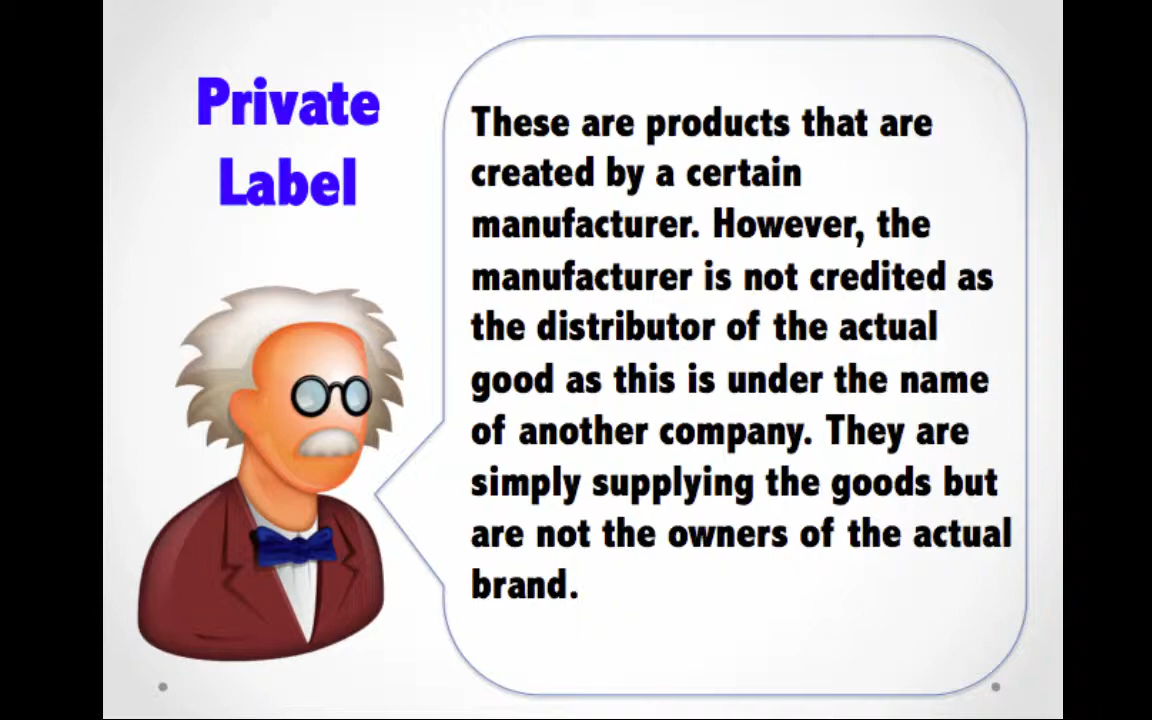 Private
Label
These are products that are
created by a certain
manufacturer. However, the
manufacturer is not credited as
the distributor of the actual
good as this is under the name
of another company. They are
simply supplying the goods but
are not the owners of the actual
brand.